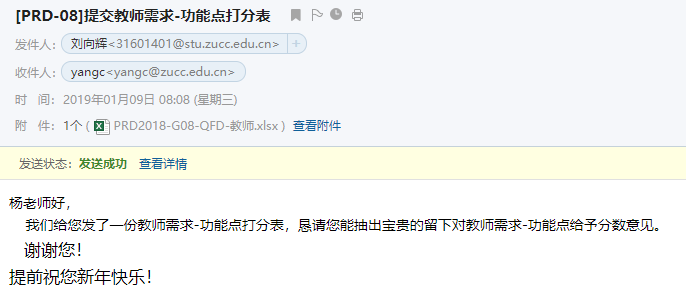 [PRD-08]提交教师需求-功能点打分表
发件人： 刘向辉<31601401@stu.zucc.edu.cn> +
收件人： yangc<yangc@zucc.edu.cn>
时 间： 2019年01月09日 08:08 (星期三)
附 件： 1个 ( PRD2018-G08-QFD-教师.xlsx ) 查看附件
发送状态： 发送成功 查看详情
杨老师好，
我们给您发了一份教师需求-功能点打分表，恳请您能抽出宝贵的留下对教师需求-功能点给予分数意见。
谢谢您！
提前祝您新年快乐！